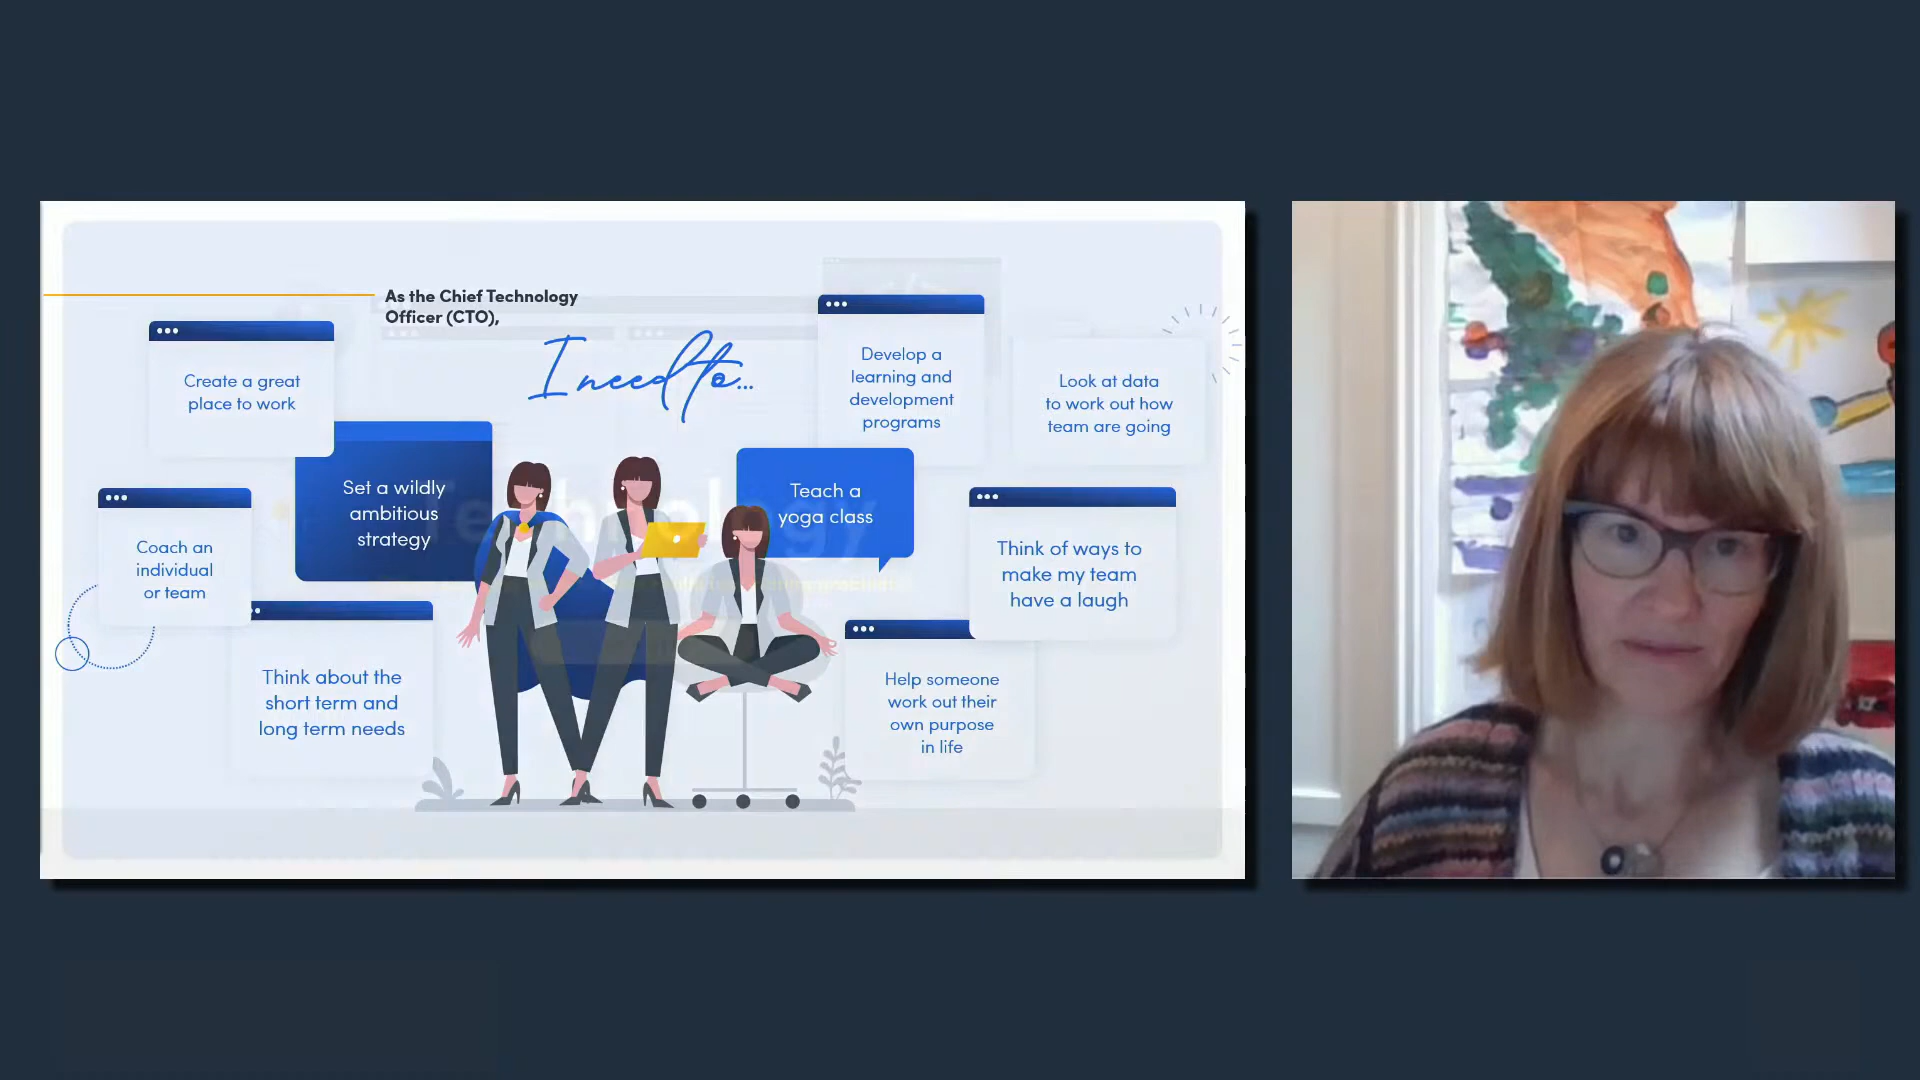 As the Chief Technology
Officer (CTO),
I need to...
Create a great
place to work
Set a wildly
ambitious
strategy
Coach an
individual
or team
Think about the
short term and
long term needs
Develop a
learning and
development
programs
Look at data
to work out how
team are going
Teach a
yoga class
Think of ways to
make my team
have a laugh
Help someone
work out their
own purpose
in life
Technology